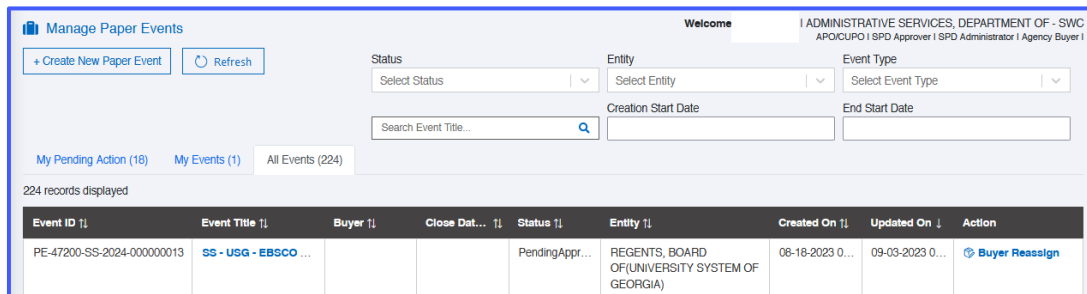 Manage Paper Events
Welcome
I ADMINISTRATIVE SERVICES, DEPARTMENT OF - SWC
APO/CUPO I SPD Approver I SPD Administrator I Agency Buyer I
+ Create New Paper Event
Refresh
Status
Entity
Event Type
Select Status
Select Entity
Select Event Type
Creation Start Date
End Start Date
Search Event Title...
My Pending Action (18)
My Events (1)
All Events (224)
224 records displayed
Event ID
Event Title
Buyer
Close Dat...
Status
Entity
Created On
Updated On
Action
PE-47200-SS-2024-000000013
SS - USG - EBSCO ...
PendingAppr...
REGENTS, BOARD
OF(UNIVERSITY SYSTEM OF
GEORGIA)
08-18-2023 0...
09-03-2023 0...
Buyer Reassign